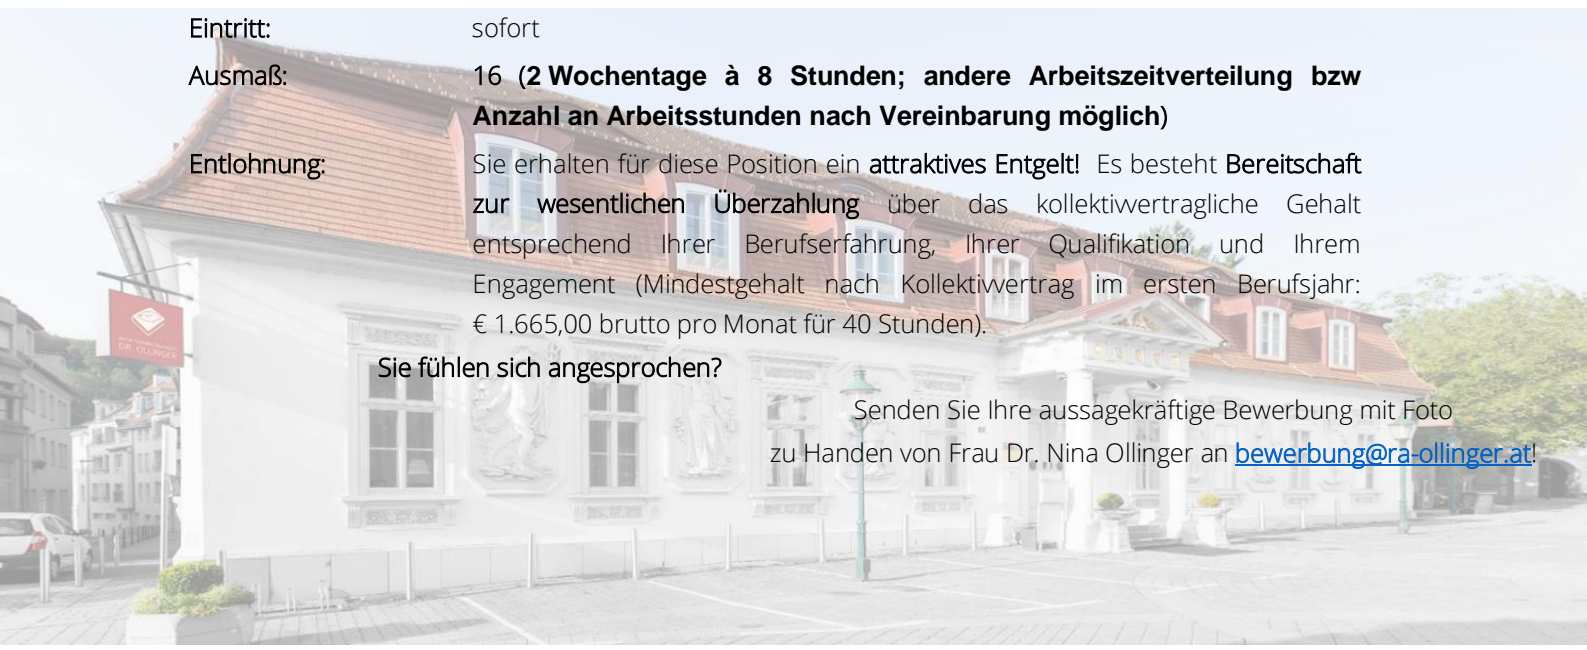 Eintritt: sofort
Ausmaß: 16 (2 Wochentage à 8 Stunden; andere Arbeitszeitverteilung bzw
Anzahl an Arbeitsstunden nach Vereinbarung möglich)
Entlohnung: Sie erhalten für diese Position ein attraktives Entgelt! Es besteht Bereitschaft
zur wesentlichen Überzahlung über das kollektivvertragliche Gehalt
entsprechend Ihrer Berufserfahrung, Ihrer Qualifikation und Ihrem
Engagement (Mindestgehalt nach Kollektivvertrag im ersten Berufsjahr:
€ 1.665,00 brutto pro Monat für 40 Stunden).
DR. OLLINGER
Sie fühlen sich angesprochen?
Senden Sie Ihre aussagekräftige Bewerbung mit Foto
zu Handen von Frau Dr. Nina Ollinger an bewerbung@ra-ollinger.at!